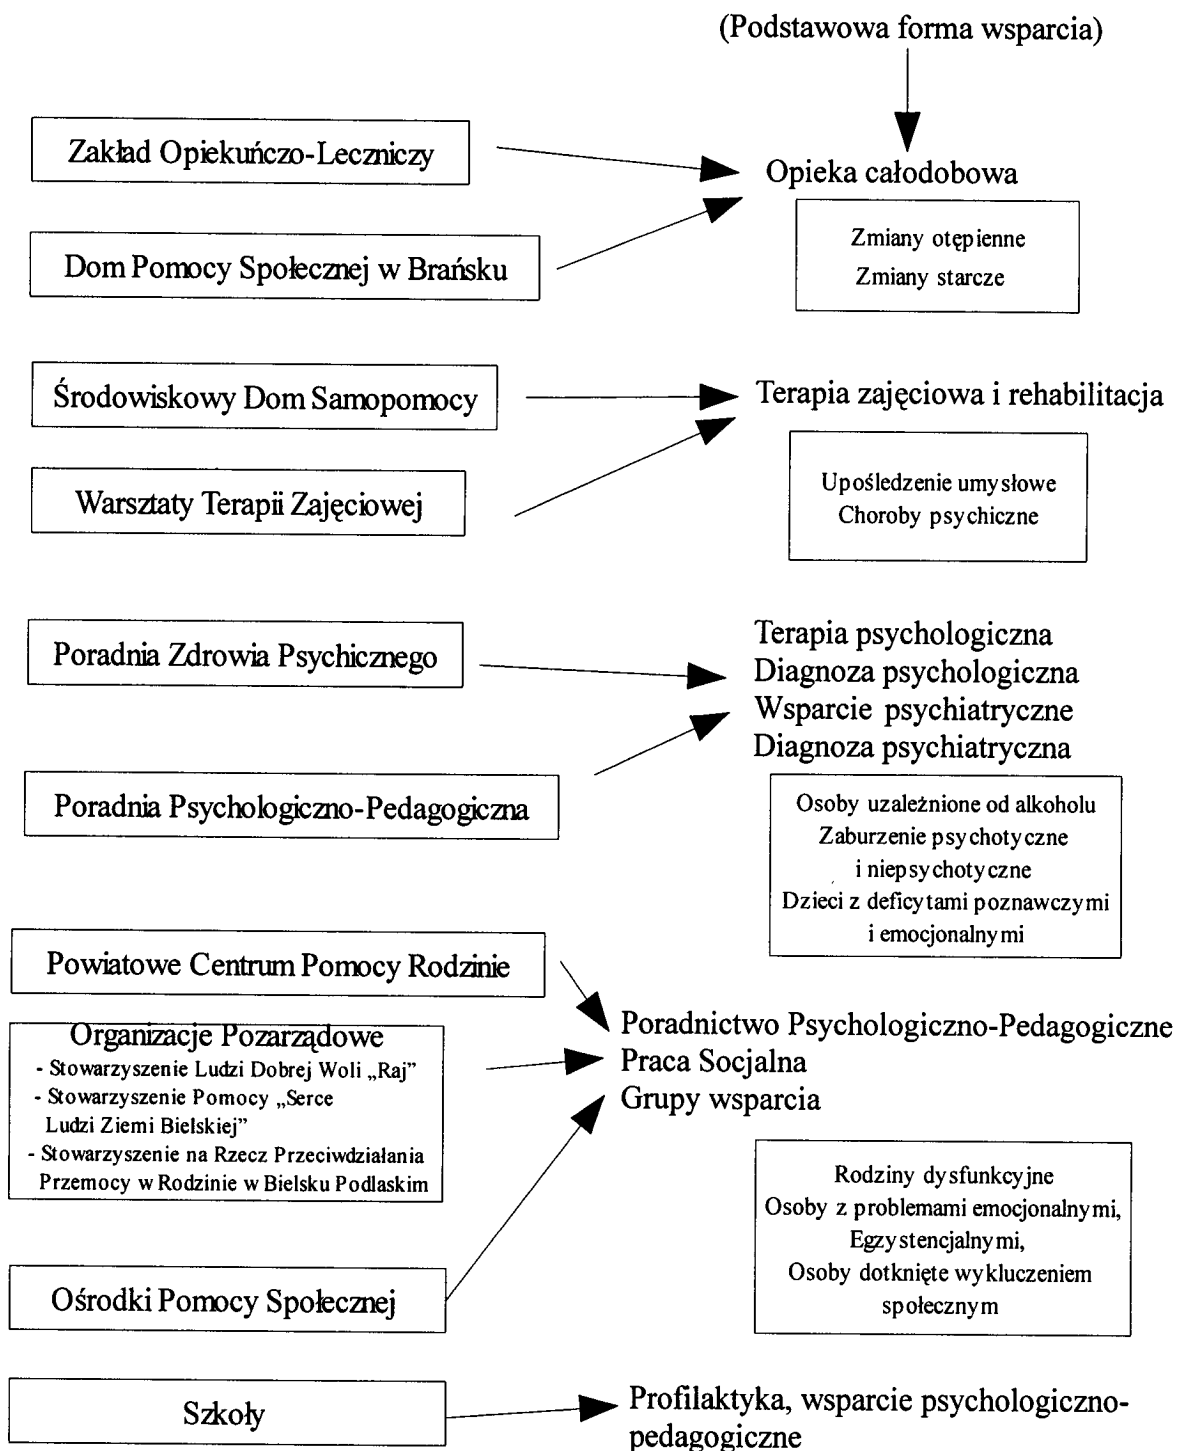 (Podstawowa forma wsparcia)
Zakład Opiekuńczo-Leczniczy
Opieka całodobowa
Dom Pomocy Społecznej w Brańsku
Zmiany otępienne
Zmiany starcze
Środowiskowy Dom Samopomocy
Terapia zajęciowa i rehabilitacja
Warsztaty Terapii Zajęciowej
Upośledzenie umysłowe
Choroby psychiczne
Poradnia Zdrowia Psychicznego
Terapia psychologiczna
Diagnoza psychologiczna
Wsparcie psychiatryczne
Diagnoza psychiatryczna
Poradnia Psychologiczno-Pedagogiczna
Osoby uzależnione od alkoholu
Zaburzenie psychotyczne
i niepsychotyczne
Dzieci z deficytami poznawczymi
i emocjonalnymi
Powiatowe Centrum Pomocy Rodzinie
Organizacje Pozarządowe
- Stowarzyszenie Ludzi Dobrej Woli „Raj”
- Stowarzyszenie Pomocy „Serce
Ludzi Ziemi Bielskiej”
- Stowarzyszenie na Rzecz Przeciwdziałania
Przemocy w Rodzinie w Bielsku Podlaskim
Poradnictwo Psychologiczno-Pedagogiczne
Praca Socjalna
Grupy wsparcia
Rodziny dysfunkcyjne
Osoby z problemami emocjonalnymi,
Egzystencjalnymi,
Osoby dotknięte wykluczeniem
społecznym
Ośrodki Pomocy Społecznej
Szkoły
Profilaktyka, wsparcie psychologiczno-
pedagogiczne